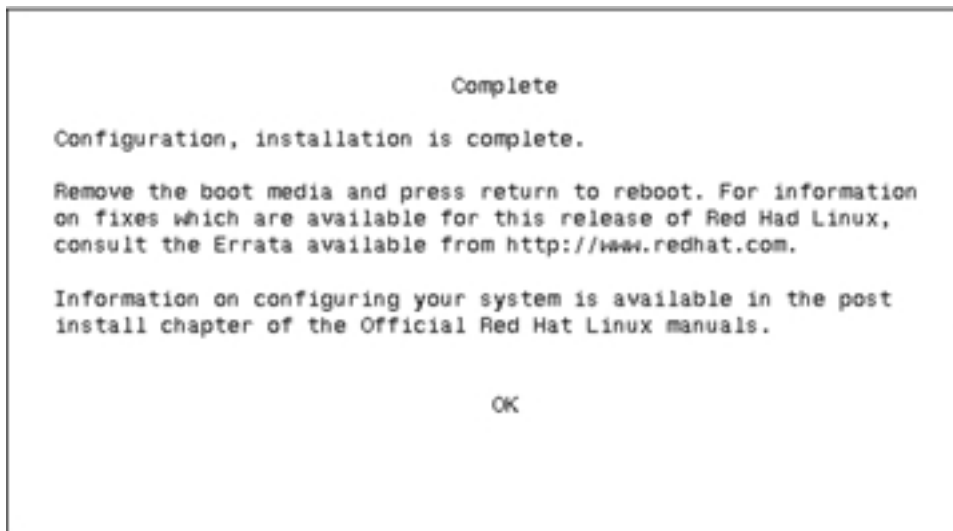 Complete
Configuration, installation is complete.
Remove the boot media and press return to reboot. For information
on fixes which are available for this release of Red Had Linux,
consult the Errata available from http://www.redhat.com.
Information on configuring your system is available in the post
install chapter of the Official Red Hat Linux manuals.
OK